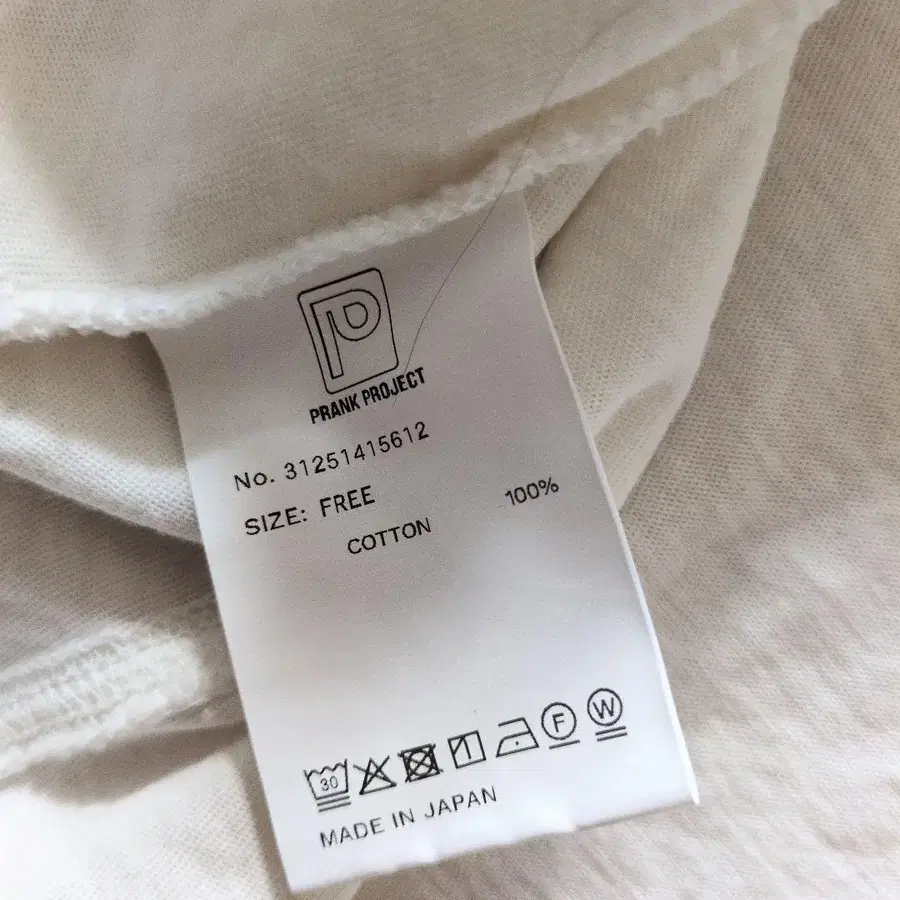 PRANK PROJECT
No. 31251415612
SIZE: FREE
COTTON 100%
30 F W
MADE IN JAPAN